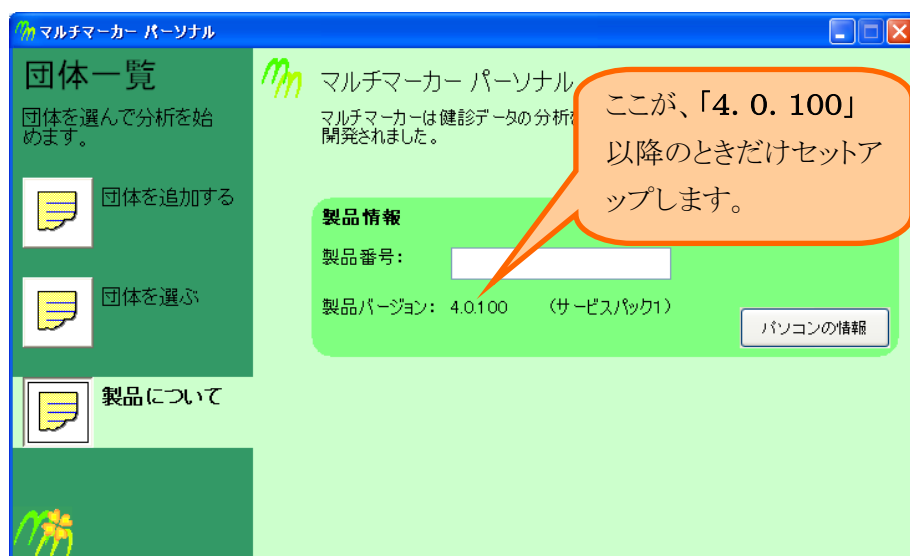 マルチマーカー パーソナル
団体一覧
団体を選んで分析を始
めます。
団体を追加する
団体を選ぶ
製品について
マルチマーカー パーソナル
マルチマーカーは健診データの分析
開発されました。
ここが、「4．0．100」
以降のときだけセットア
ップします。
製品情報
製品番号：
製品バージョン： 4.0.100 （サービスパック1）
パソコンの情報